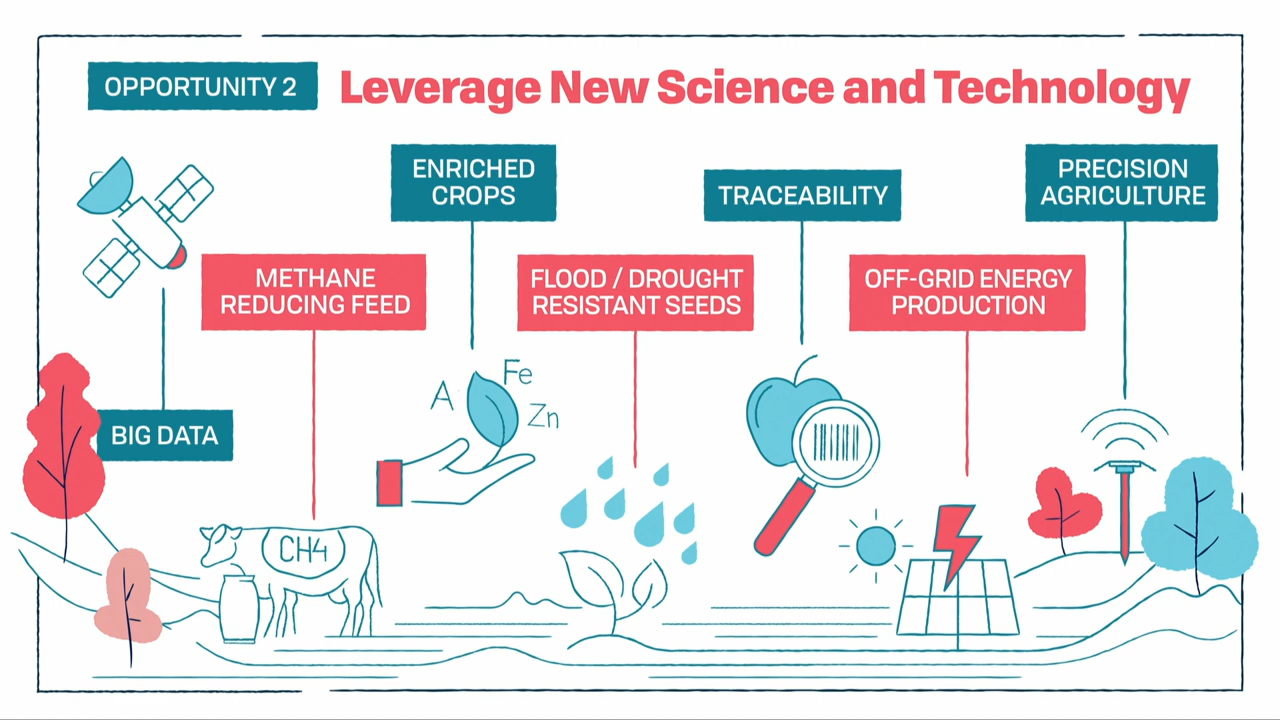 OPPORTUNITY 2
Leverage New Science and Technology
ENRICHED
CROPS
TRACEABILITY
PRECISION
AGRICULTURE
METHANE
REDUCING FEED
FLOOD / DROUGHT
RESISTANT SEEDS
OFF-GRID ENERGY
PRODUCTION
BIG DATA
A
Fe
Zn
CH4